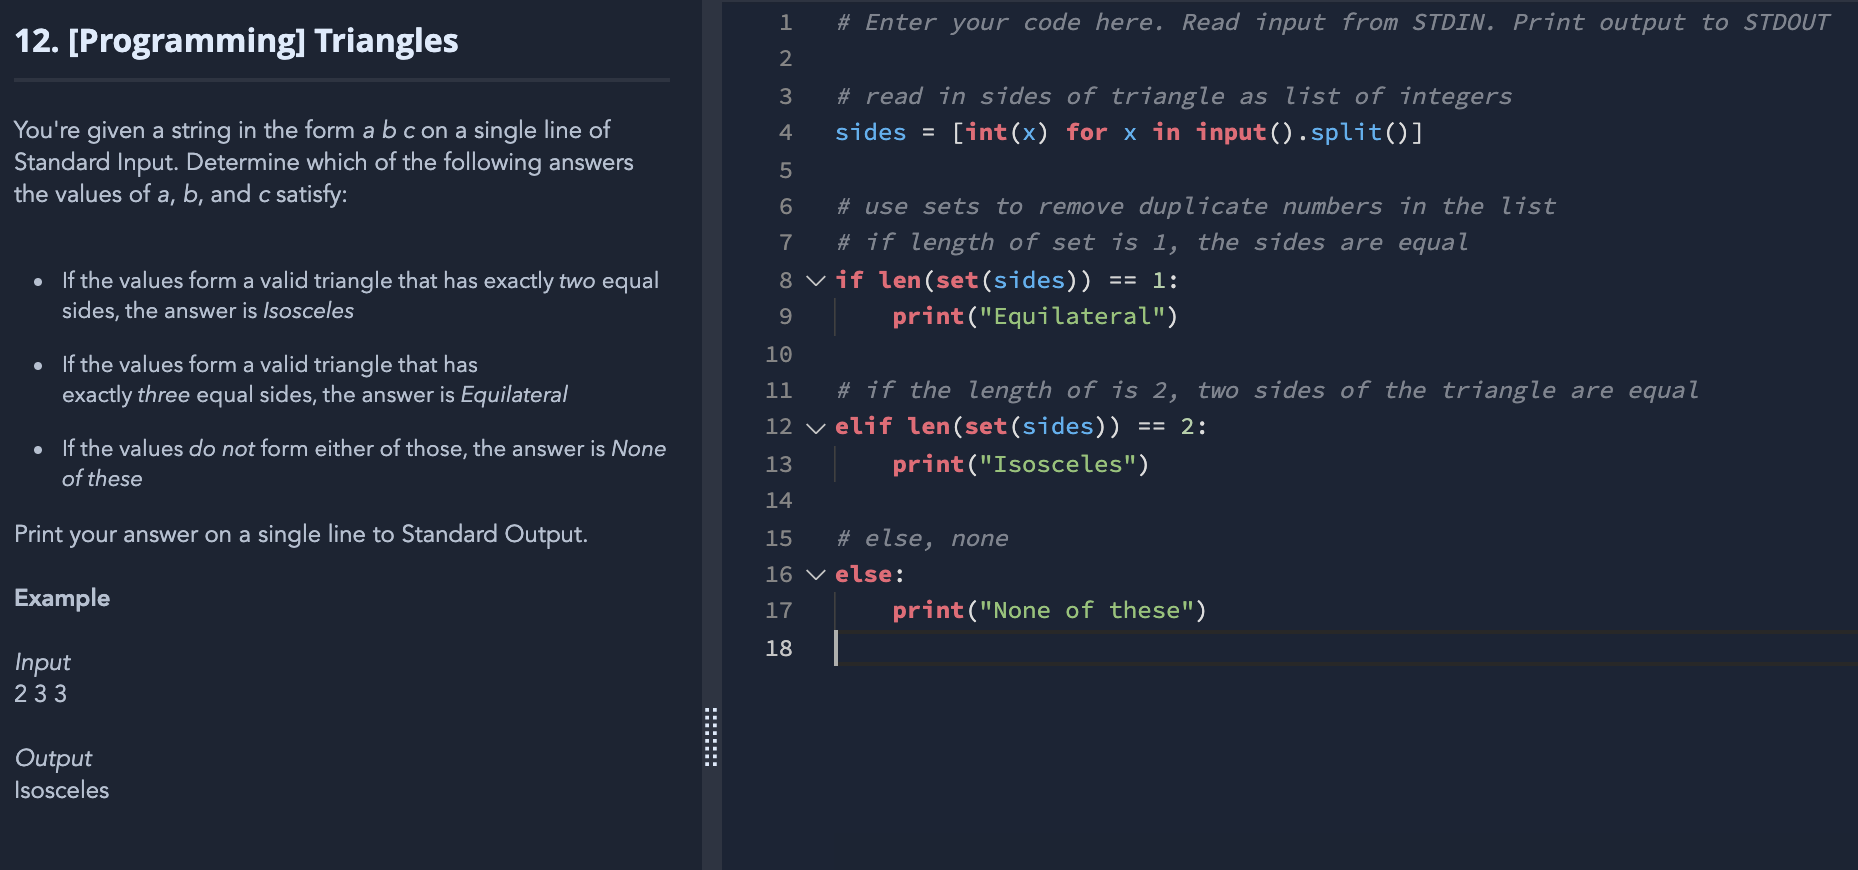 12. [Programming] Triangles
You're given a string in the form a b c on a single line of
Standard Input. Determine which of the following answers
the values of a, b, and c satisfy:
• If the values form a valid triangle that has exactly two equal
sides, the answer is Isosceles
• If the values form a valid triangle that has
exactly three equal sides, the answer is Equilateral
• If the values do not form either of those, the answer is None
of these
Print your answer on a single line to Standard Output.
Example
Input
2 3 3
Output
Isosceles
1 # Enter your code here. Read input from STDIN. Print output to STDOUT
2
3 # read in sides of triangle as list of integers
4 sides = [int(x) for x in input().split()]
5
6 # use sets to remove duplicate numbers in the list
7 # if length of set is 1, the sides are equal
8 if len(set(sides)) == 1:
9     print("Equilateral")
10
11 # if the length of is 2, two sides of the triangle are equal
12 elif len(set(sides)) == 2:
13     print("Isosceles")
14
15 # else, none
16 else:
17     print("None of these")
18